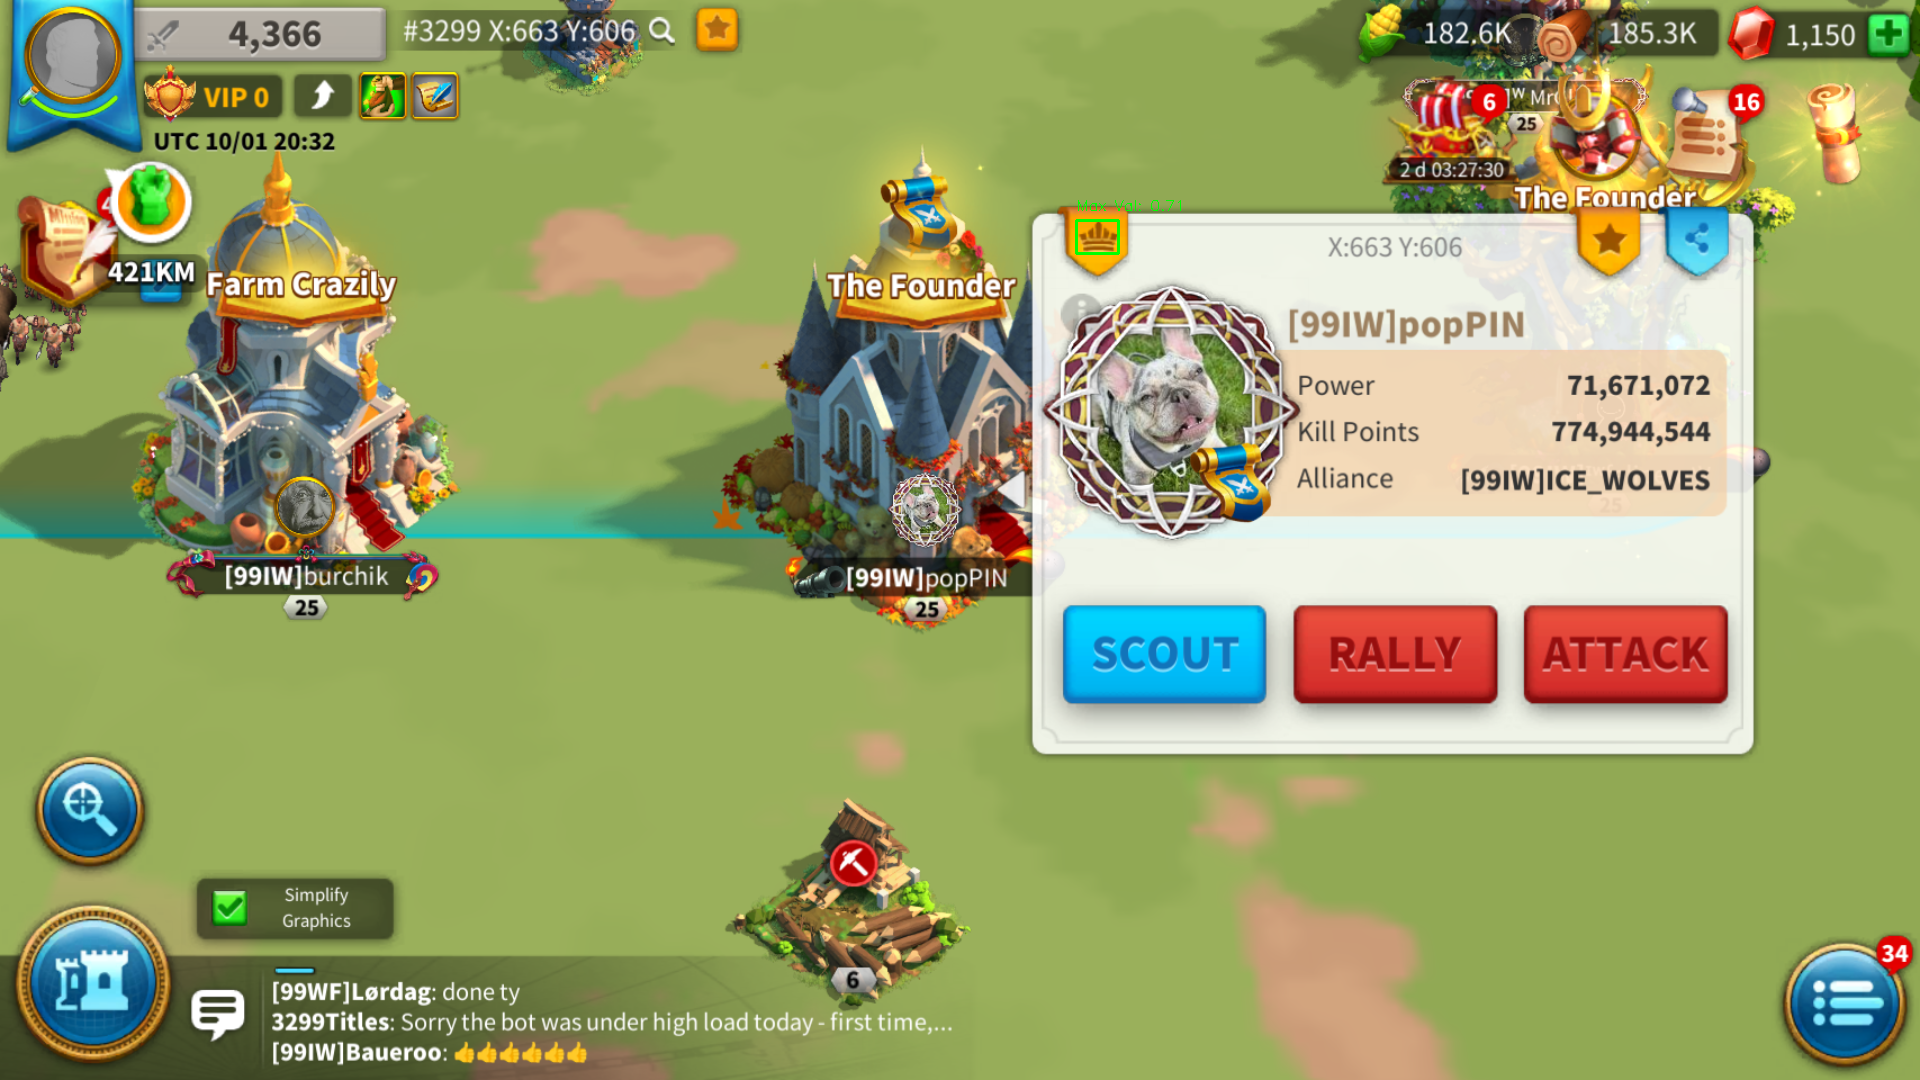 4,366
#3299 X:663 Y:606
182.6K
185.3K
1,150
VIP 0
UTC 10/01 20:32
6
25
16
2 d 03:27:30
The Founder
Mission
421KM
Farm Crazily
The Founder
X:663 Y:606
[99IW]popPIN
Power 71,671,072
Kill Points 774,944,544
Alliance [99IW]ICE_WOLVES
[99IW]burchik
25
[99IW]popPIN
25
SCOUT
RALLY
ATTACK
Simplify
Graphics
6
34
[99WF]Lørdag: done ty
3299Titles: Sorry the bot was under high load today - first time,...
[99IW]Baueroo: 👍👍👍👍👍👍